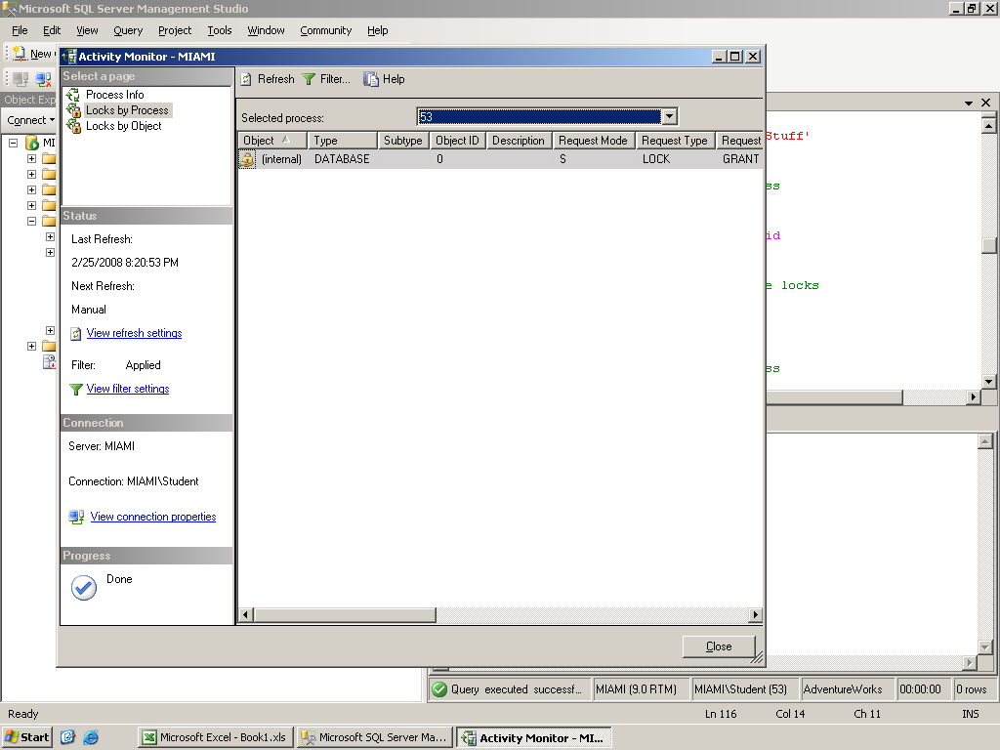 Microsoft SQL Server Management Studio
File Edit View Query Project Tools Window Community Help
New
Activity Monitor - MIAMI
Select a page
Refresh Filter... Help
Object Exp
Process Info
Locks by Process
Locks by Object
Connect
Selected process: 53
Stuff'
MI
Object Type Subtype Object ID Description Request Mode Request Type Request
(internal) DATABASE 0 S LOCK GRANT
ss
Status
id
Last Refresh:
2/25/2008 8:20:53 PM
Next Refresh:
e locks
Manual
View refresh settings
Filter: Applied
ss
View filter settings
Connection
Server: MIAMI
Connection: MIAMI\Student
View connection properties
Progress
Done
Close
Query executed successf... MIAMI (9.0 RTM) MIAMI\Student (53) AdventureWorks 00:00:00 0 rows
Ready Ln 116 Col 14 Ch 11 INS
Start Microsoft Excel - Book1.xls Microsoft SQL Server Ma... Activity Monitor - MI...